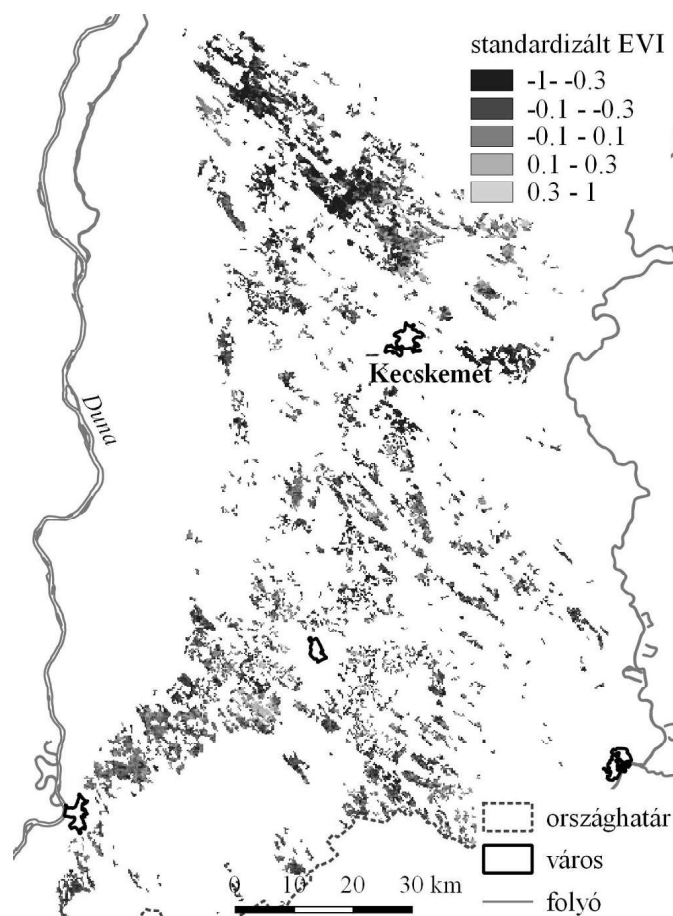 standardizált EVI
-1- -0.3
-0.1 - -0.3
-0.1 - 0.1
0.1 - 0.3
0.3 - 1
Kecskemét
Duna
országhatár
város
folyó
0 10 20 30 km